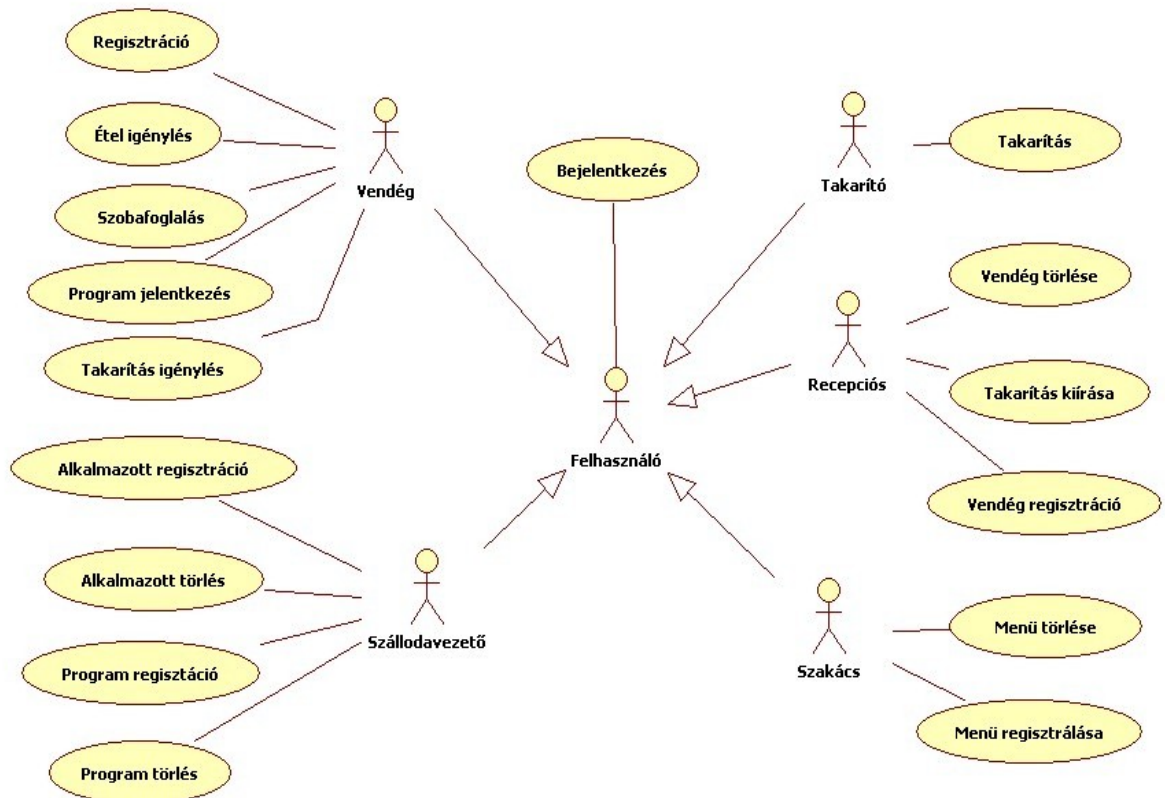 Regisztráció
Étel igénylés
Szobafoglalás
Program jelentkezés
Takarítás igénylés
Vendég
Bejelentkezés
Takarító
Takarítás
Vendég törlése
Recepciós
Takarítás kiírása
Vendég regisztráció
Felhasználó
Alkalmazott regisztráció
Alkalmazott törlés
Szállodavezető
Program regisztáció
Program törlés
Szakács
Menü törlése
Menü regisztrálása